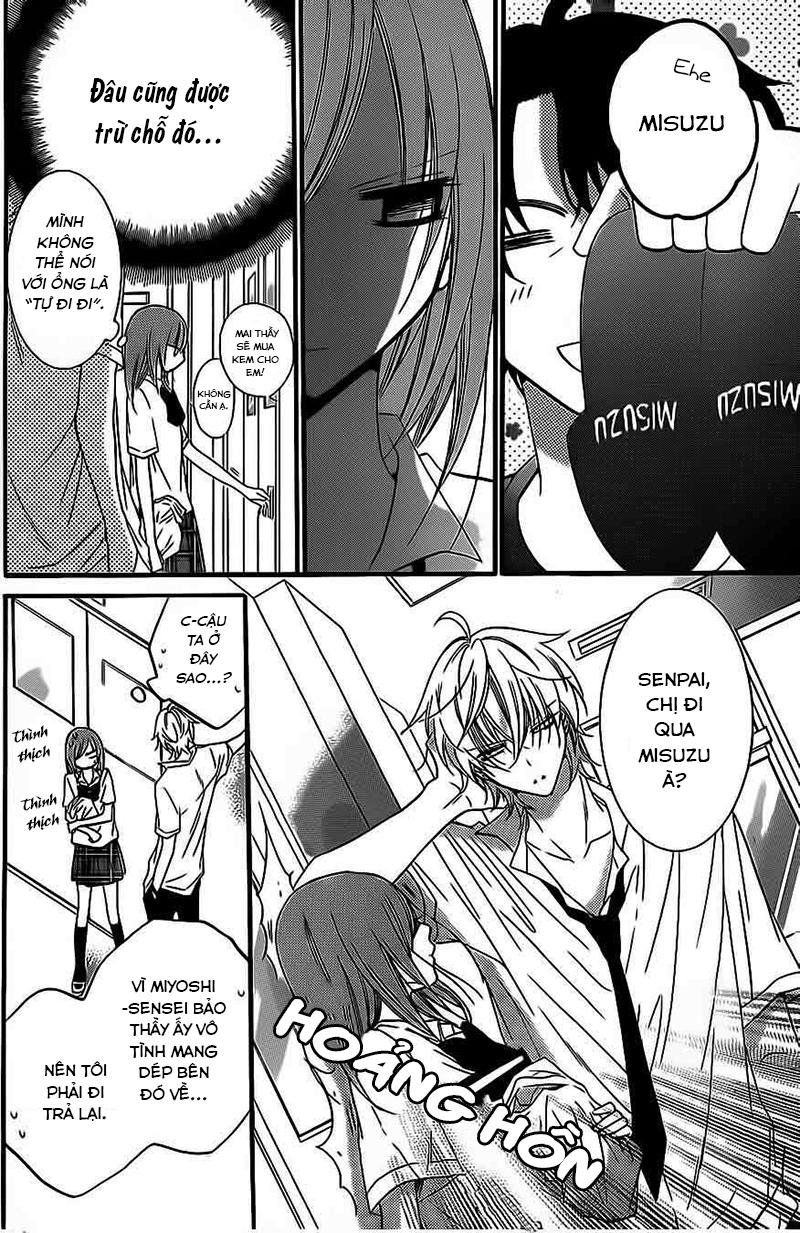 Ehe
MISUZU
MISUZU
MISUZU
Đâu cũng được
trừ chỗ đó...
MÌNH
KHÔNG
THỂ NÓI
VỚI ỔNG LÀ
“TỰ ĐI ĐI”.
MAI THẦY
SẼ MUA
KEM CHO
EM!
KHÔNG
CẦN Ạ.
SENPAI,
CHỊ ĐI
QUA
MISUZU
À?
HOẢNG HỒN
C-CẬU
TA Ở
ĐÂY
SAO...?
Thình
thịch
Thình
thịch
VÌ MIYOSHI
-SENSEI BẢO
THẦY ẤY VÔ
TÌNH MANG
DÉP BÊN
ĐÓ VỀ...
NÊN TÔI
PHẢI ĐI
TRẢ LẠI.